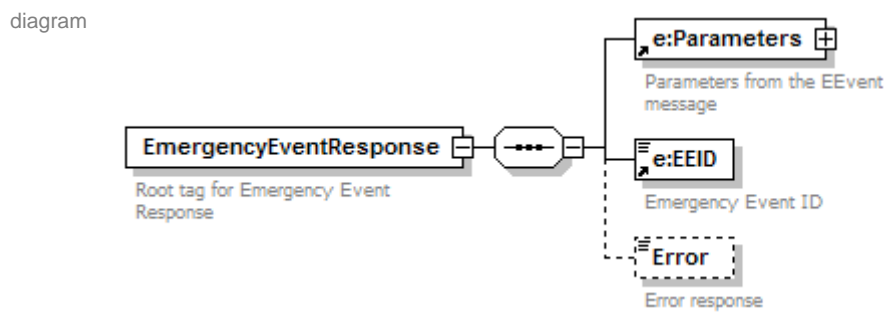 diagram
e:Parameters
Parameters from the EEvent
message
EmergencyEventResponse
Root tag for Emergency Event
Response
e:EEID
Emergency Event ID
Error
Error response